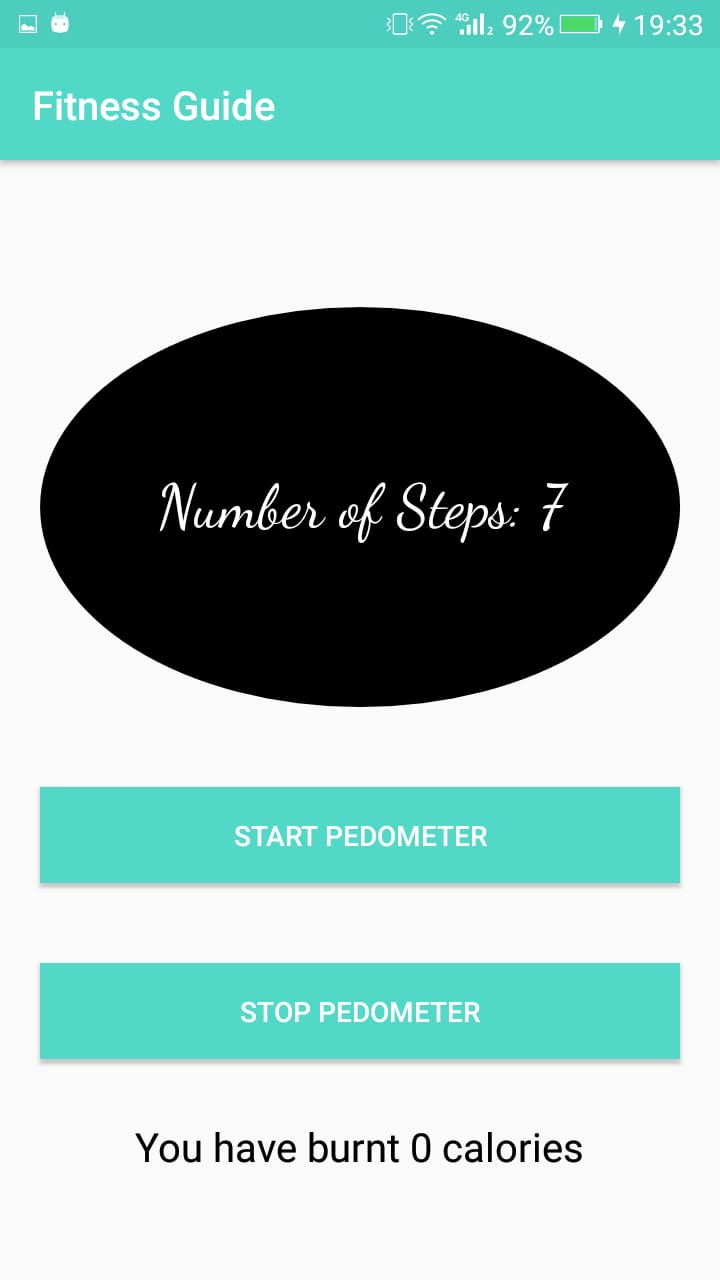 4G 2 92% 19:33
Fitness Guide
Number of Steps: 7
START PEDOMETER
STOP PEDOMETER
You have burnt 0 calories